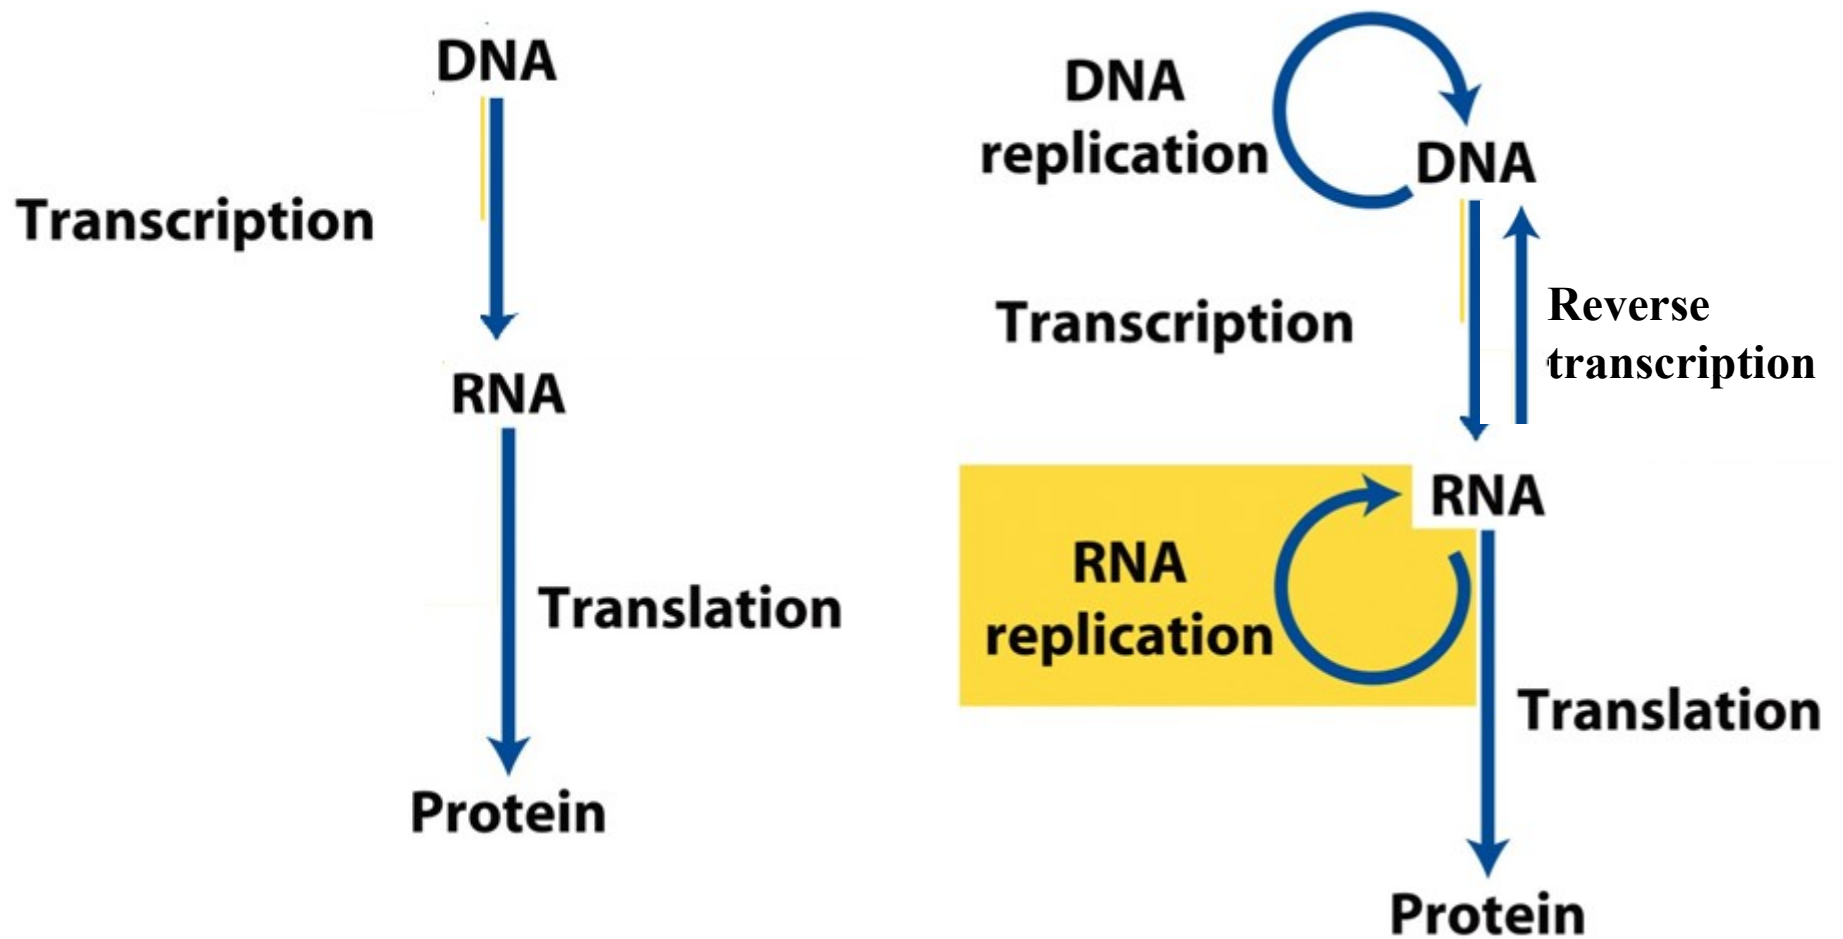 DNA
Transcription
RNA
Translation
Protein
DNA
replication
DNA
Transcription
Reverse
transcription
RNA
RNA
replication
Translation
Protein